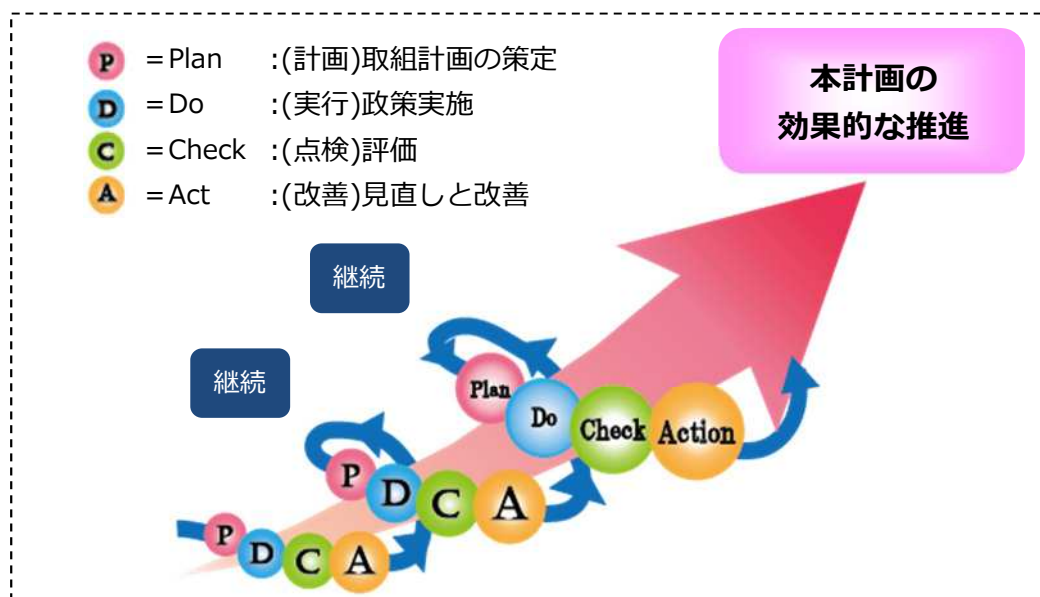 P =Plan :(計画)取組計画の策定
D =Do :(実行)政策実施
C =Check :(点検)評価
A =Act :(改善)見直しと改善
本計画の
効果的な推進
継続
継続
Plan Do Check Action
P D C A
P D C A